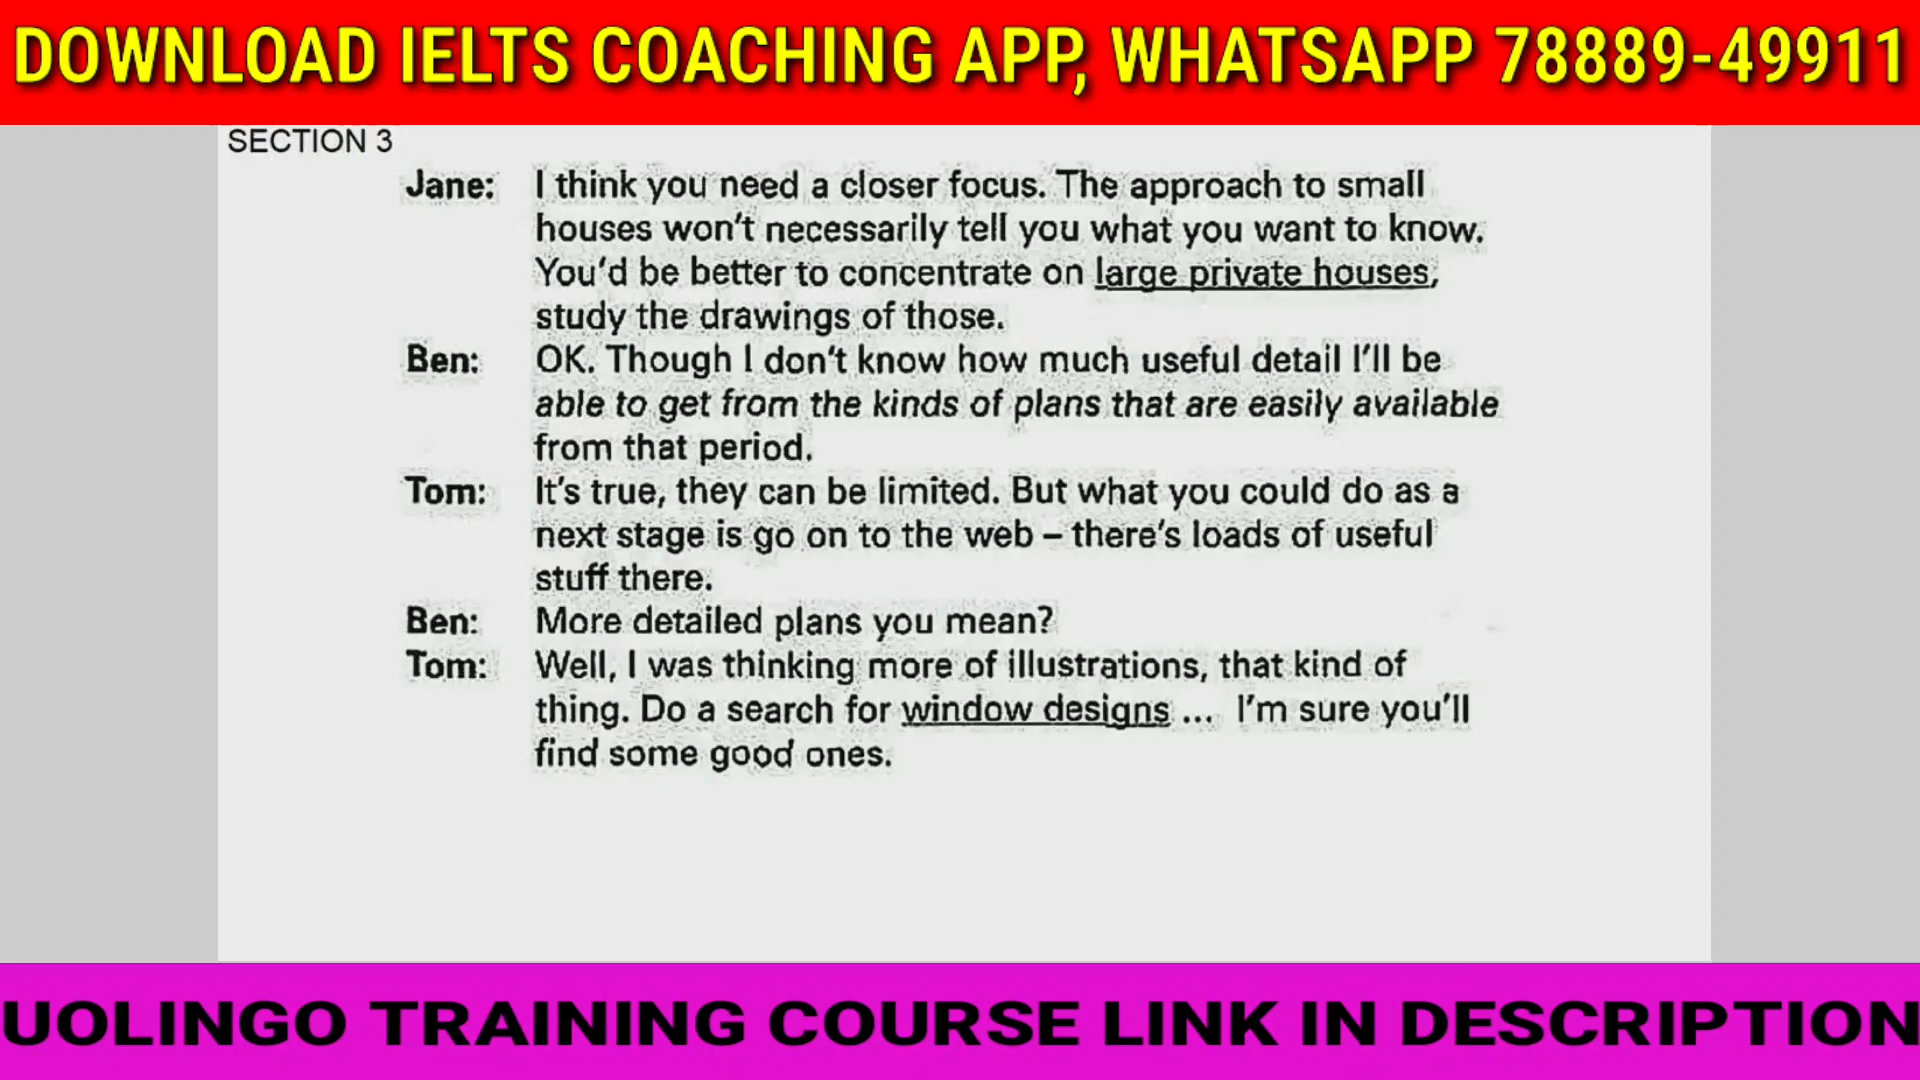 DOWNLOAD IELTS COACHING APP, WHATSAPP 78889-49911
SECTION 3
Jane: I think you need a closer focus. The approach to small
houses won't necessarily tell you what you want to know.
You'd be better to concentrate on large private houses,
study the drawings of those.
Ben: OK. Though I don't know how much useful detail I'll be
able to get from the kinds of plans that are easily available
from that period.
Tom: It's true, they can be limited. But what you could do as a
next stage is go on to the web – there's loads of useful
stuff there.
Ben: More detailed plans you mean?
Tom: Well, I was thinking more of illustrations, that kind of
thing. Do a search for window designs ... I'm sure you'll
find some good ones.
UOLINGO TRAINING COURSE LINK IN DESCRIPTION